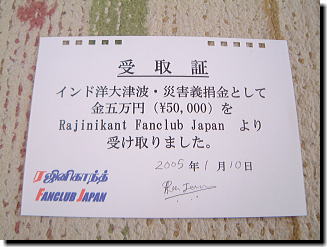 受取証
インド洋大津波・災害義捐金として
金五万円（¥50,000）を
Rajinikant Fanclub Japan より
受け取りました。
2005年1月10日
ரஜினிகாந்த்
FANCLUB JAPAN